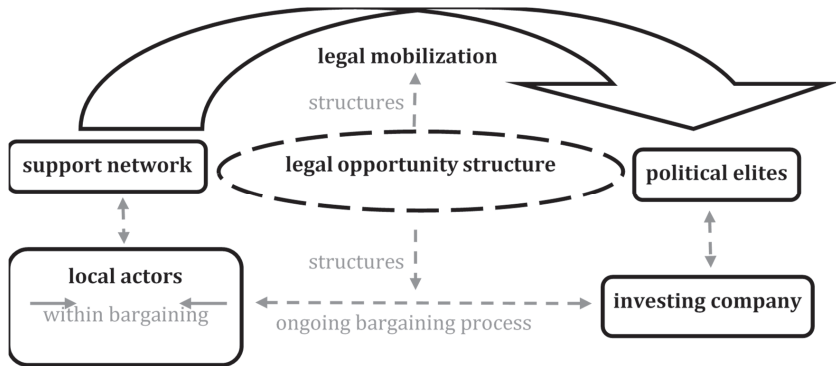 legal mobilization
structures
support network
legal opportunity structure
political elites
structures
local actors
within bargaining
ongoing bargaining process
investing company